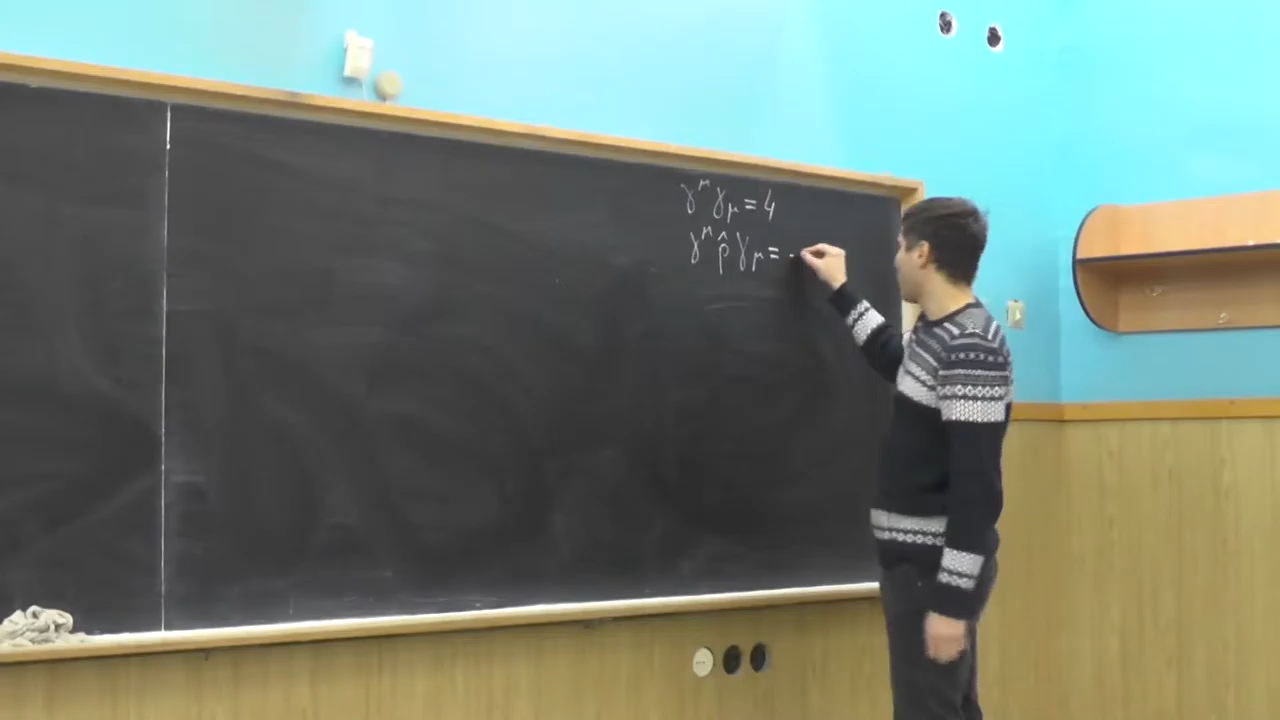 γ^μ γ_μ = 4
γ^μ p̂ γ_μ = -